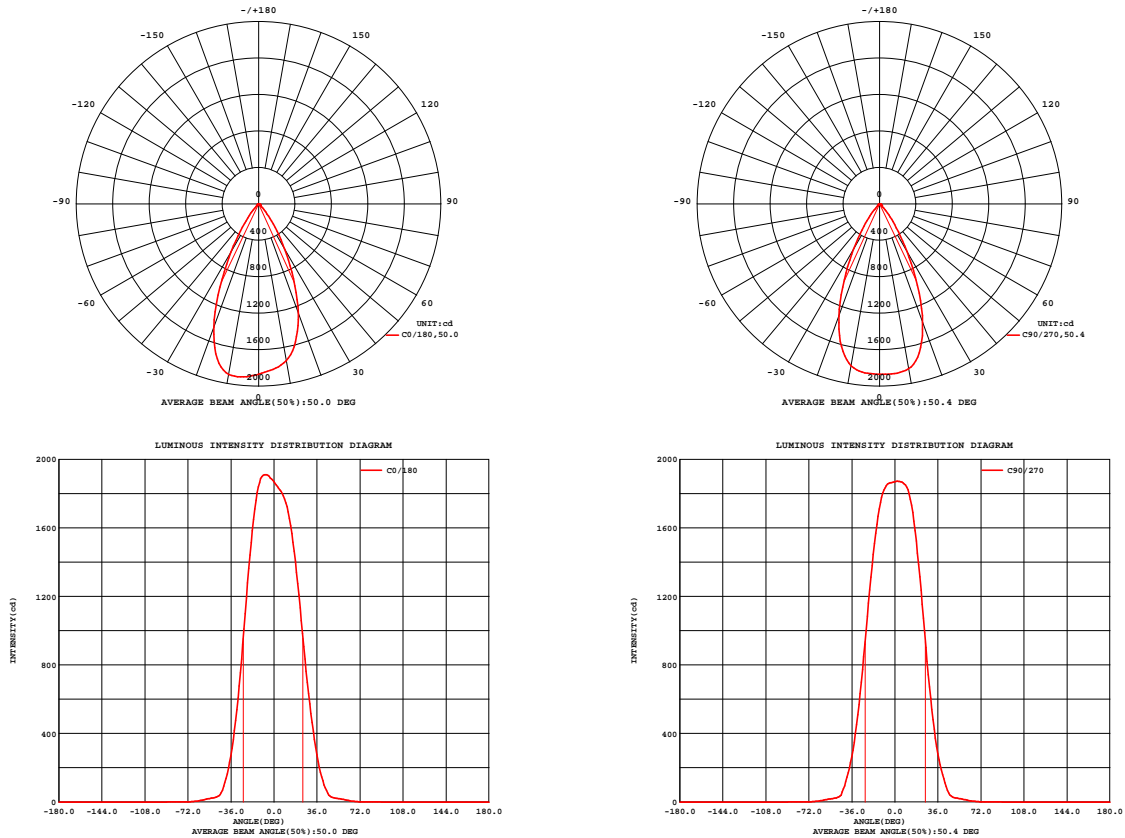 -/+180
-150 150
-120 120
-90 0 90
400
800
-60 1200 60
UNIT:cd
C0/180,50.0
1600
-30 2000 30
0
AVERAGE BEAM ANGLE(50%):50.0 DEG
-/+180
-150 150
-120 120
-90 0 90
400
800
-60 1200 60
UNIT:cd
C90/270,50.4
1600
-30 2000 30
0
AVERAGE BEAM ANGLE(50%):50.4 DEG
LUMINOUS INTENSITY DISTRIBUTION DIAGRAM
2000
C0/180
1600
1200
INTENSITY(cd)
800
400
0
-180.0 -144.0 -108.0 -72.0 -36.0 0.0 36.0 72.0 108.0 144.0 180.0
ANGLE(DEG)
AVERAGE BEAM ANGLE(50%):50.0 DEG
LUMINOUS INTENSITY DISTRIBUTION DIAGRAM
2000
C90/270
1600
1200
INTENSITY(cd)
800
400
0
-180.0 -144.0 -108.0 -72.0 -36.0 0.0 36.0 72.0 108.0 144.0 180.0
ANGLE(DEG)
AVERAGE BEAM ANGLE(50%):50.4 DEG